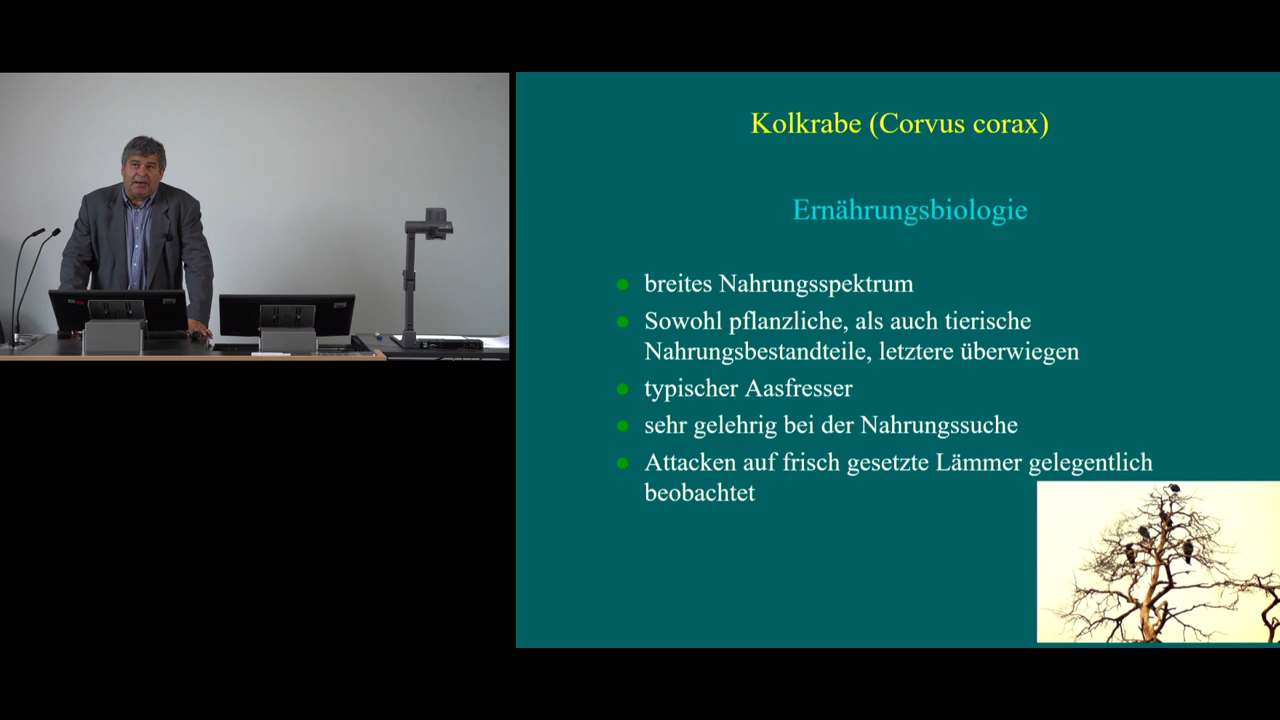 Kolkrabe (Corvus corax)
Ernährungsbiologie
breites Nahrungsspektrum
Sowohl pflanzliche, als auch tierische
Nahrungsbestandteile, letztere überwiegen
typischer Aasfresser
sehr gelehrig bei der Nahrungssuche
Attacken auf frisch gesetzte Lämmer gelegentlich
beobachtet